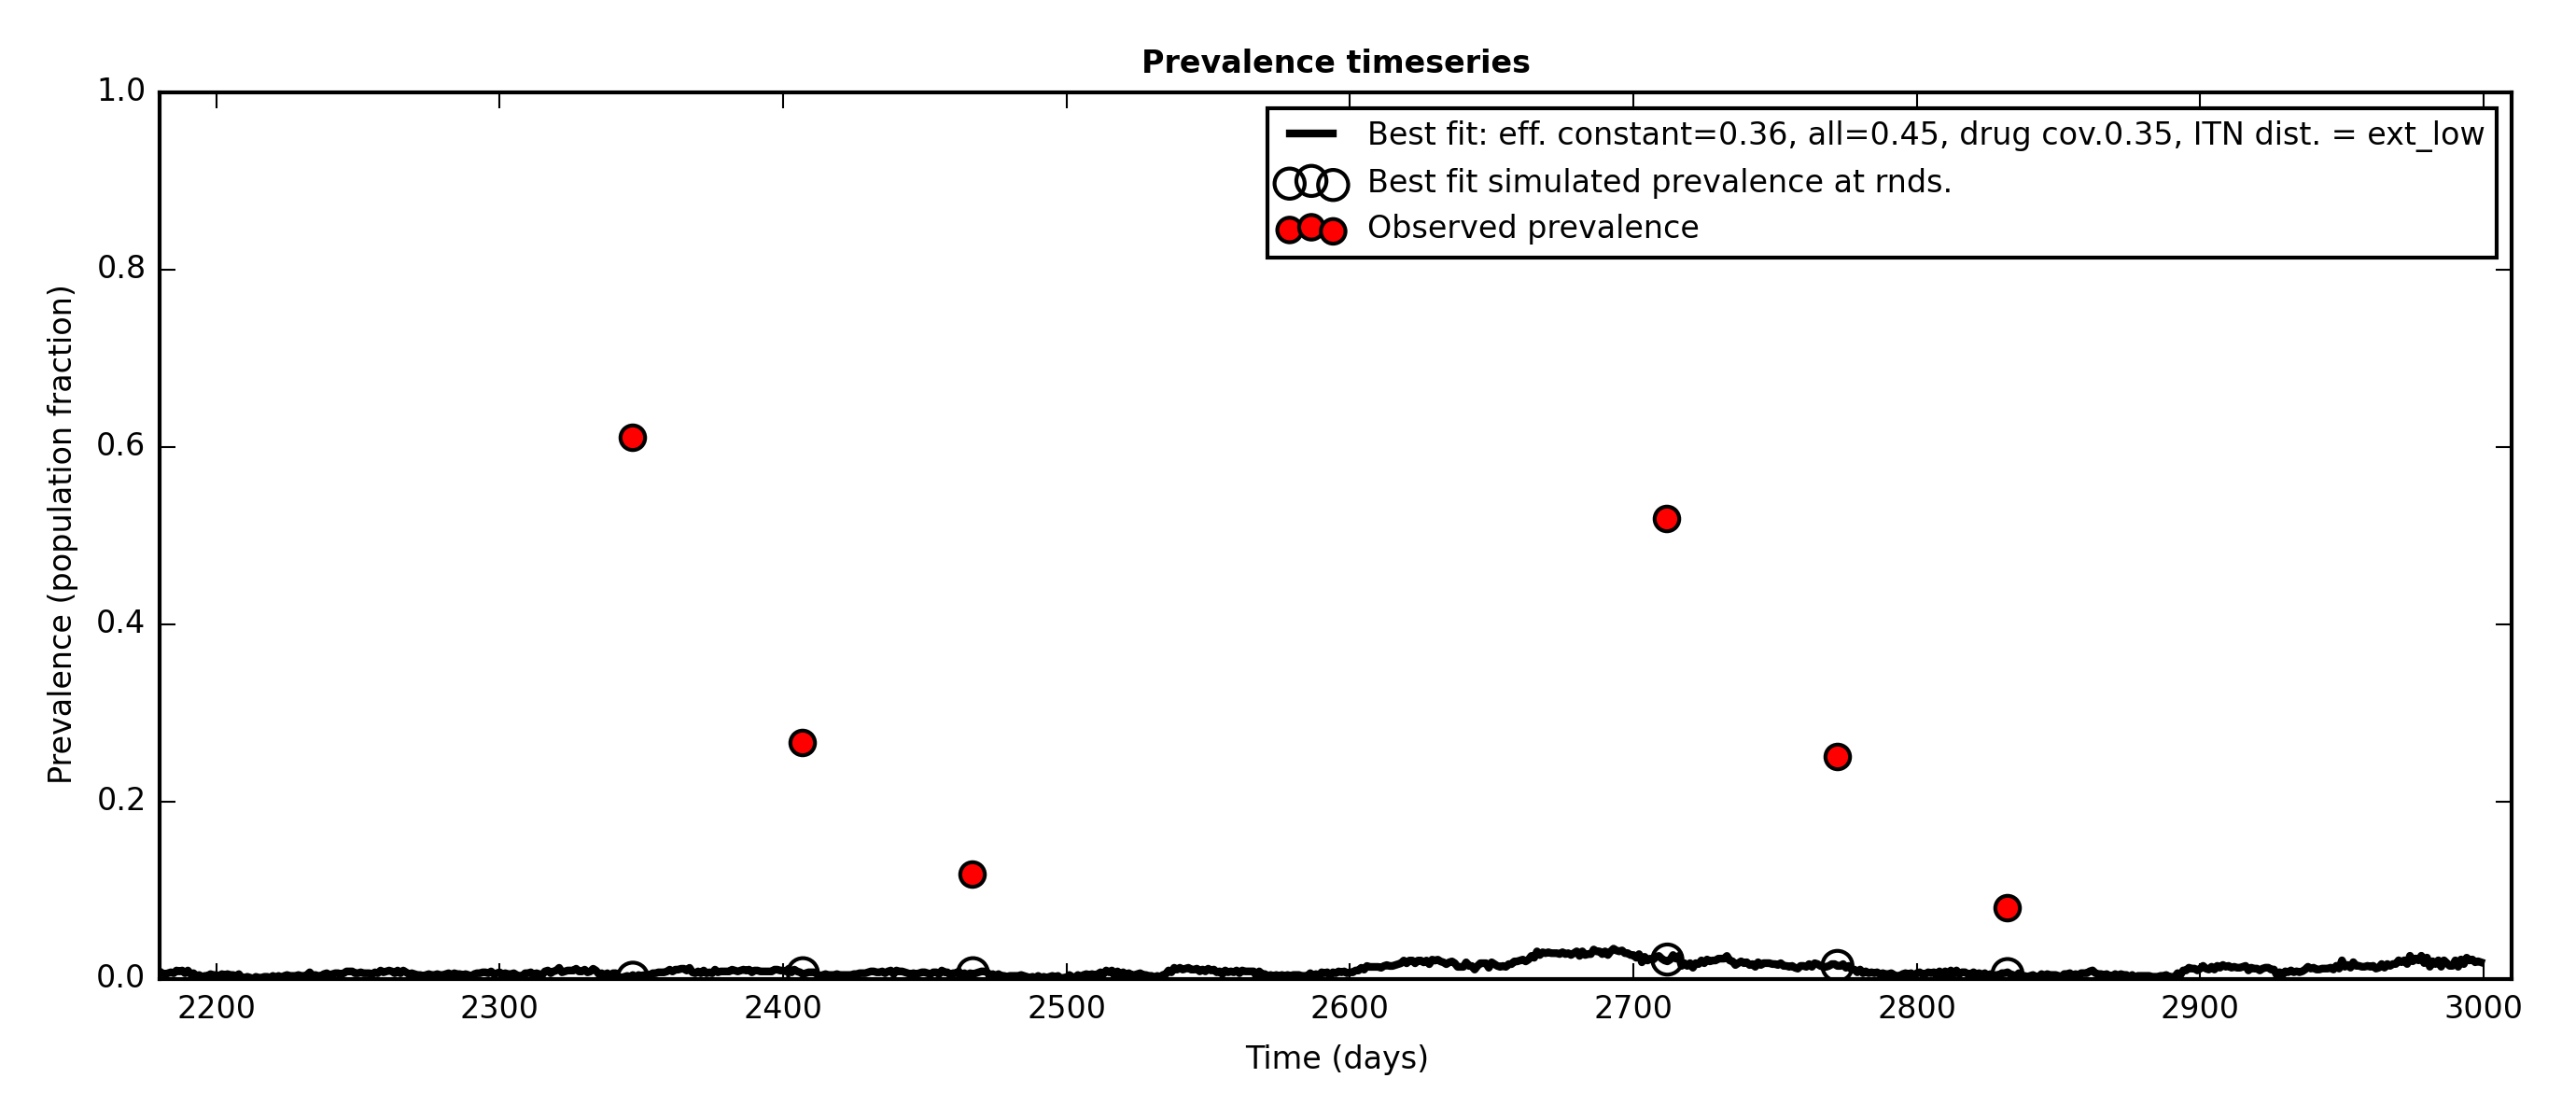 Prevalence timeseries
1.0
0.8
0.6
0.4
0.2
0.0
Prevalence (population fraction)
Best fit: eff. constant=0.36, all=0.45, drug cov.0.35, ITN dist. = ext_low
Best fit simulated prevalence at rnds.
Observed prevalence
2200 2300 2400 2500 2600 2700 2800 2900 3000
Time (days)